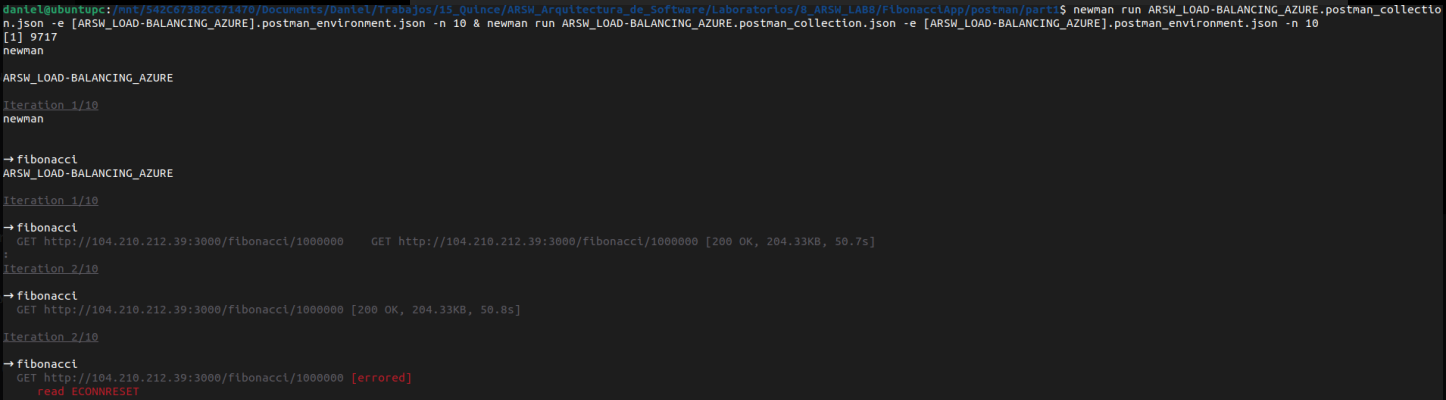 daniel@ubuntupc:/mnt/542C67382C671470/Documents/Daniel/Trabajos/15_Quince/ARSW_Arquitectura_de_Software/Laboratorios/8_ARSW_LAB8/FibonacciApp/postman/part1$ newman run ARSW_LOAD-BALANCING_AZURE.postman_collectio
n.json -e [ARSW_LOAD-BALANCING_AZURE].postman_environment.json -n 10 & newman run ARSW_LOAD-BALANCING_AZURE.postman_collection.json -e [ARSW_LOAD-BALANCING_AZURE].postman_environment.json -n 10
[1] 9717
newman
ARSW_LOAD-BALANCING_AZURE
Iteration 1/10
newman
→ fibonacci
ARSW_LOAD-BALANCING_AZURE
Iteration 1/10
→ fibonacci
GET http://104.210.212.39:3000/fibonacci/1000000    GET http://104.210.212.39:3000/fibonacci/1000000 [200 OK, 204.33KB, 50.7s]
:
Iteration 2/10
→ fibonacci
GET http://104.210.212.39:3000/fibonacci/1000000 [200 OK, 204.33KB, 50.8s]
Iteration 2/10
→ fibonacci
GET http://104.210.212.39:3000/fibonacci/1000000 [errored]
read ECONNRESET